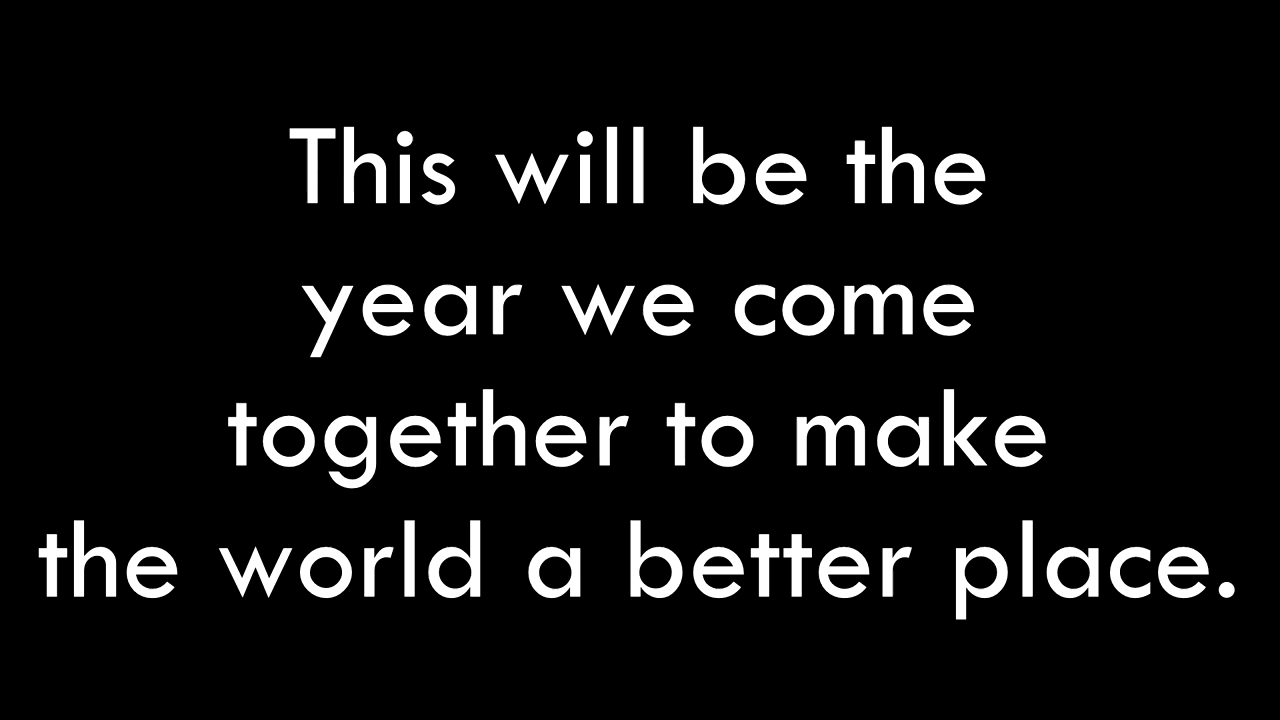 This will be the
year we come
together to make
the world a better place.